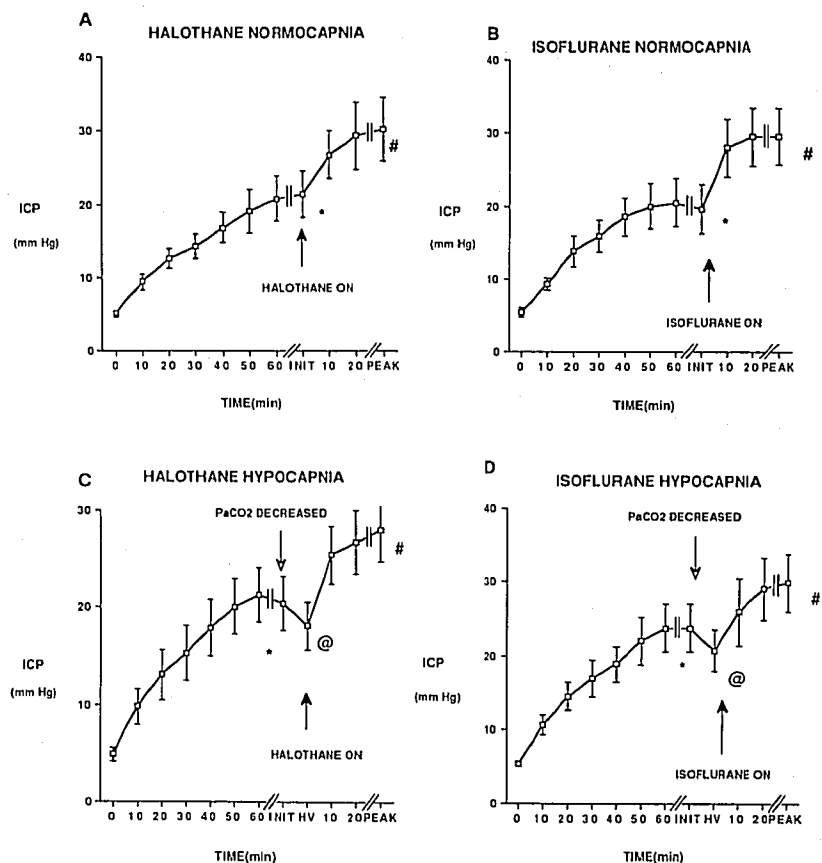 A
HALOTHANE NORMOCAPNIA
40
30
20
10
0
ICP
(mm Hg)
#
*
HALOTHANE ON
0 10 20 30 40 50 60 INIT 10 20 PEAK
TIME(min)
B
ISOFLURANE NORMOCAPNIA
40
30
20
10
0
ICP
(mm Hg)
#
*
ISOFLURANE ON
0 10 20 30 40 50 60 INIT 10 20 PEAK
TIME(min)
C
HALOTHANE HYPOCAPNIA
PaCO2 DECREASED
30
20
10
0
ICP
(mm Hg)
#
*
@
HALOTHANE ON
0 10 20 30 40 50 60 INIT HV 10 20 PEAK
TIME(min)
D
ISOFLURANE HYPOCAPNIA
PaCO2 DECREASED
40
30
20
10
0
ICP
(mm Hg)
#
*
@
ISOFLURANE ON
0 10 20 30 40 50 60 INIT HV 10 20 PEAK
TIME(min)